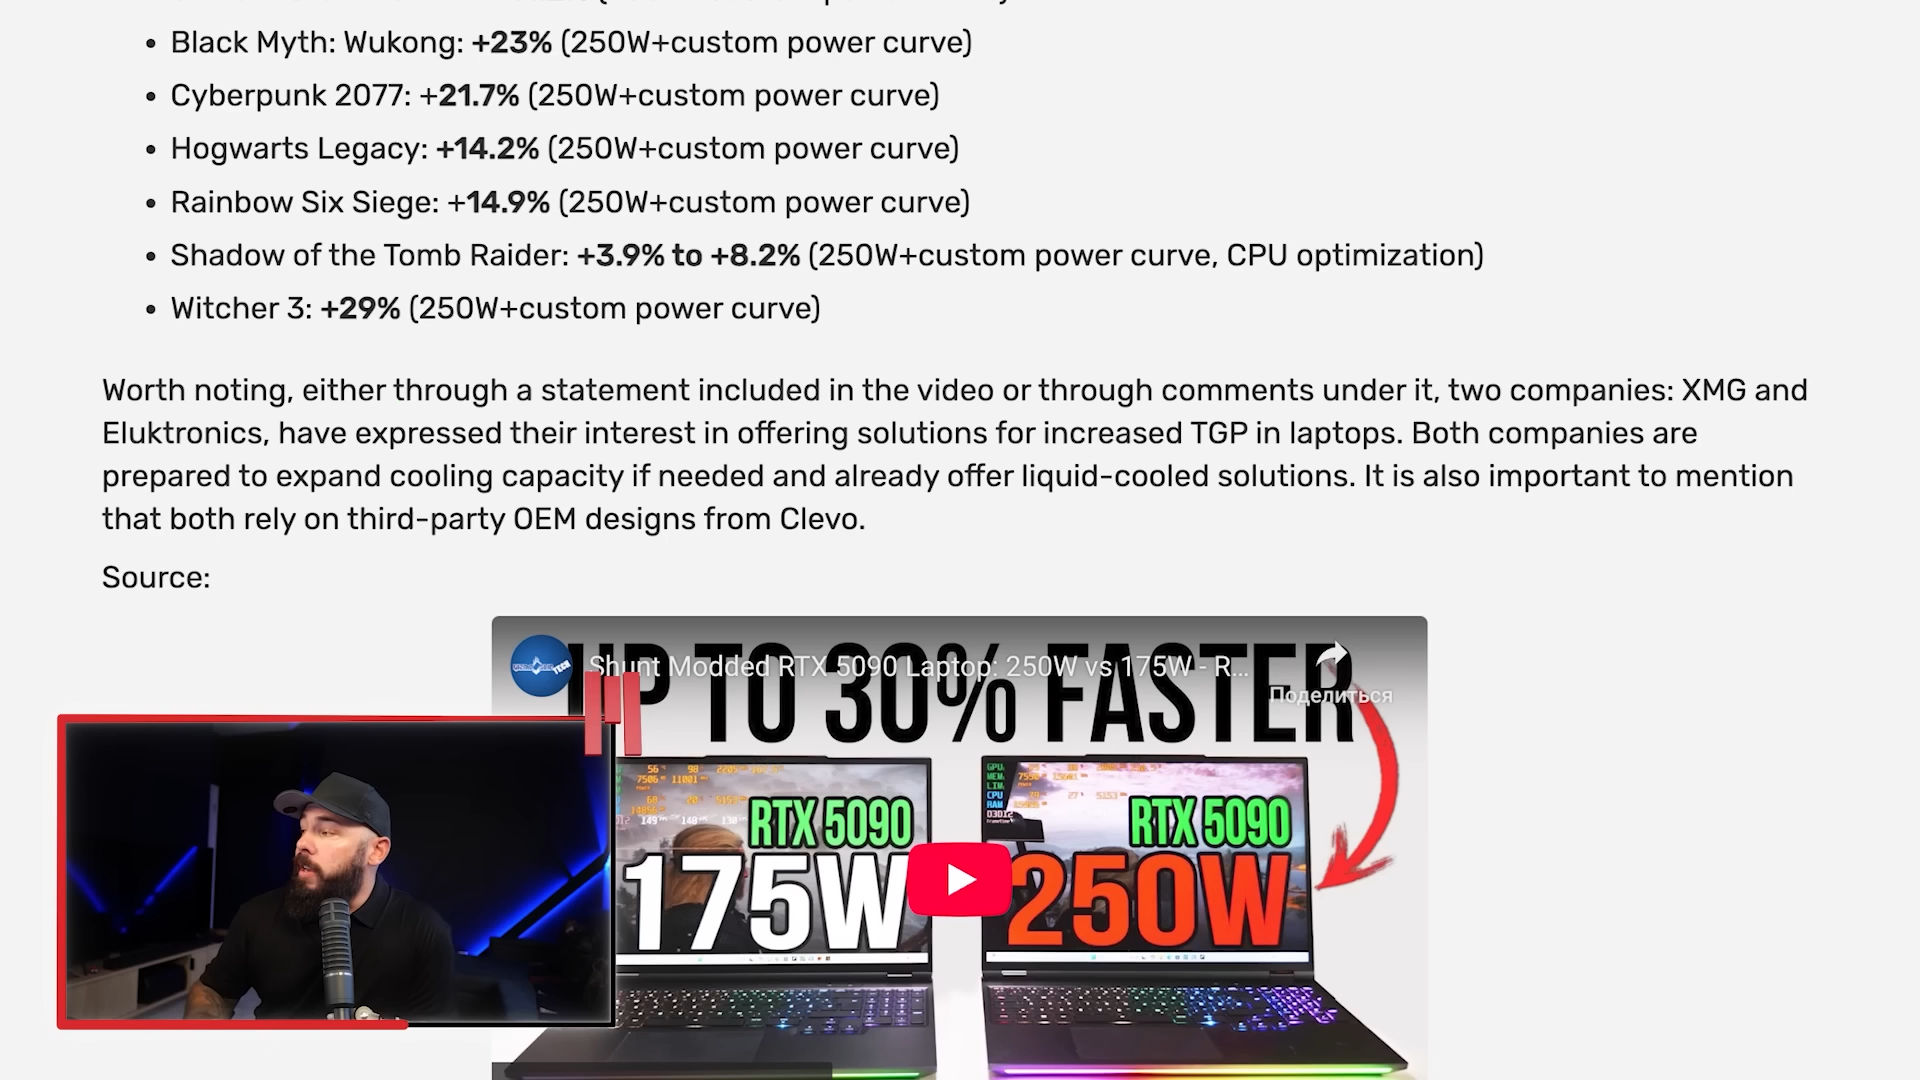 Black Myth: Wukong: +23% (250W+custom power curve)
Cyberpunk 2077: +21.7% (250W+custom power curve)
Hogwarts Legacy: +14.2% (250W+custom power curve)
Rainbow Six Siege: +14.9% (250W+custom power curve)
Shadow of the Tomb Raider: +3.9% to +8.2% (250W+custom power curve, CPU optimization)
Witcher 3: +29% (250W+custom power curve)
Worth noting, either through a statement included in the video or through comments under it, two companies: XMG and
Eluktronics, have expressed their interest in offering solutions for increased TGP in laptops. Both companies are
prepared to expand cooling capacity if needed and already offer liquid-cooled solutions. It is also important to mention
that both rely on third-party OEM designs from Clevo.
Source:
Shunt Modded RTX 5090 Laptop: 250W vs 175W - R...
Поделиться
UP TO 30% FASTER
RTX 5090
175W
RTX 5090
250W